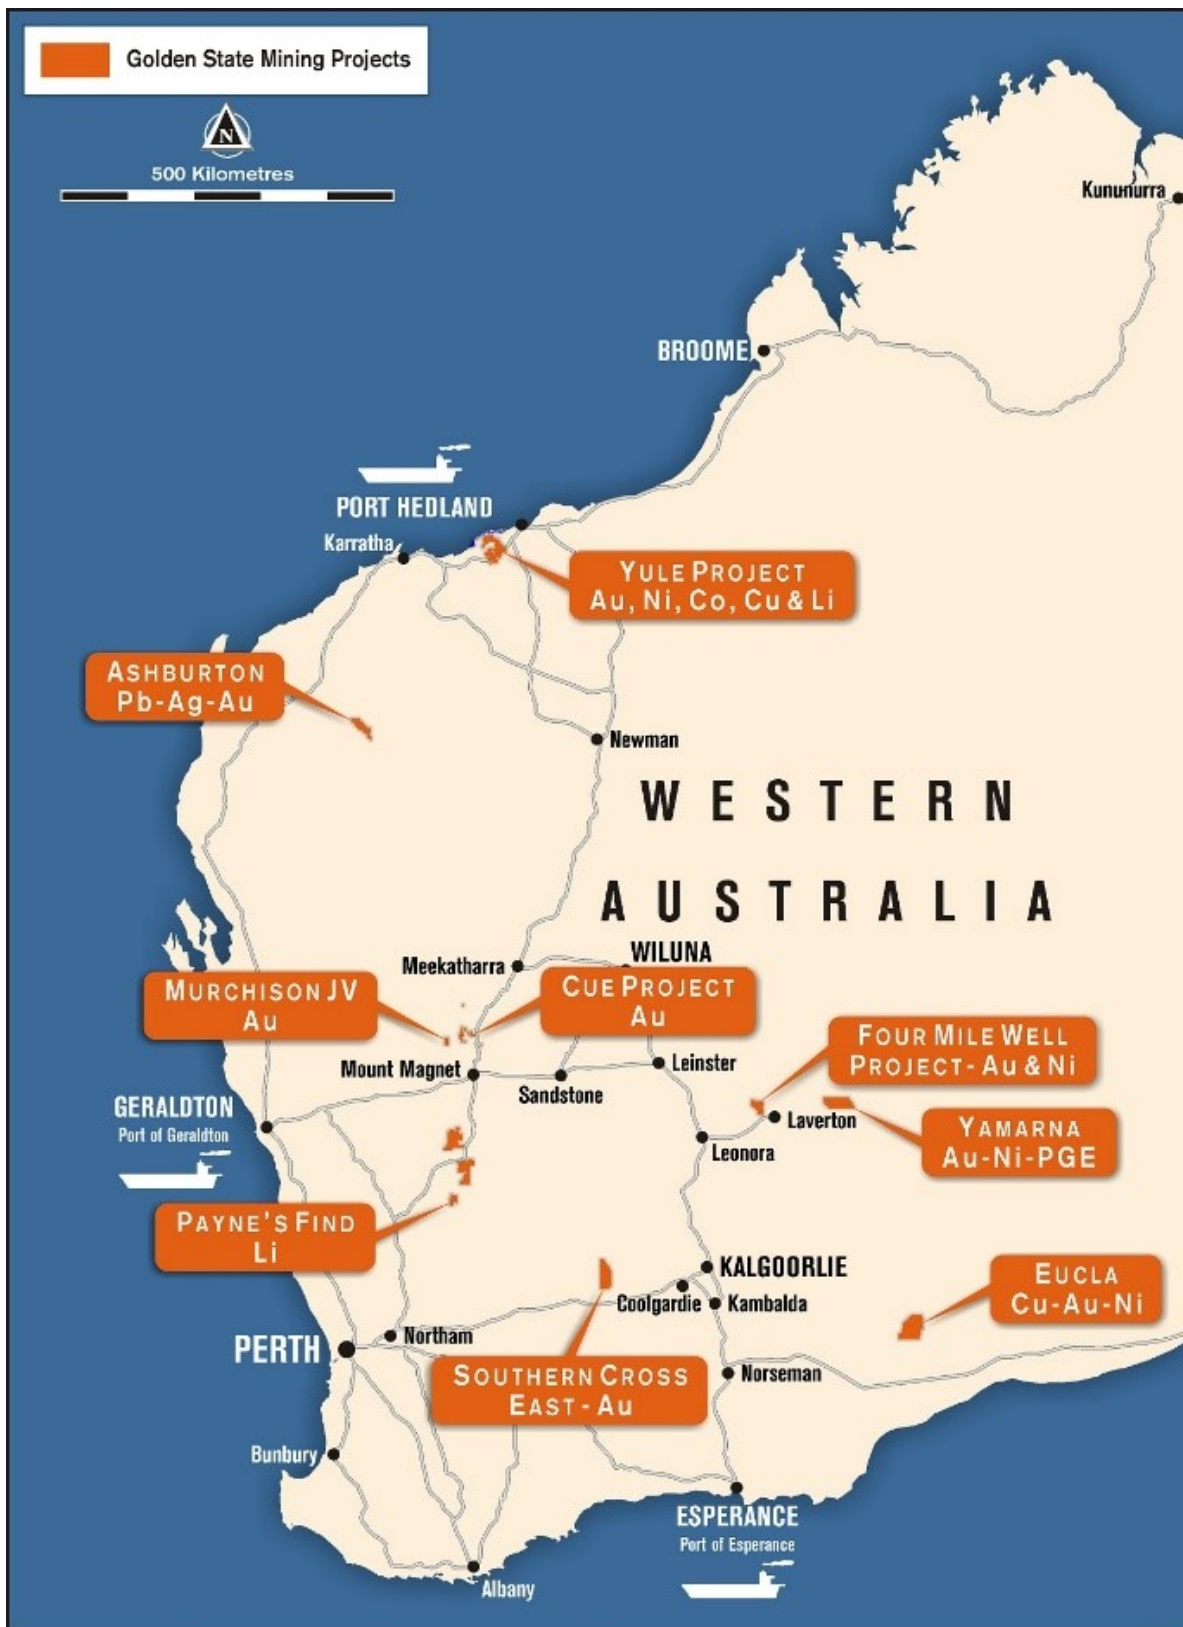 Golden State Mining Projects
N
500 Kilometres
Kununurra
BROOME
PORT HEDLAND
Karratha
YULE PROJECT
Au, Ni, Co, Cu & Li
ASHBURTON
Pb-Ag-Au
Newman
WESTERN
AUSTRALIA
Meekatharra
WILUNA
MURCHISON JV
Au
CUE PROJECT
Au
FOUR MILE WELL
PROJECT - Au & Ni
Mount Magnet
Leinster
Sandstone
GERALDTON
Port of Geraldton
Laverton
YAMARNA
Au-Ni-PGE
Leonora
PAYNE'S FIND
Li
KALGOORLIE
EUCLA
Cu-Au-Ni
Coolgardie
Kambalda
PERTH
Northam
SOUTHERN CROSS
EAST - Au
Norseman
Bunbury
ESPERANCE
Port of Esperance
Albany